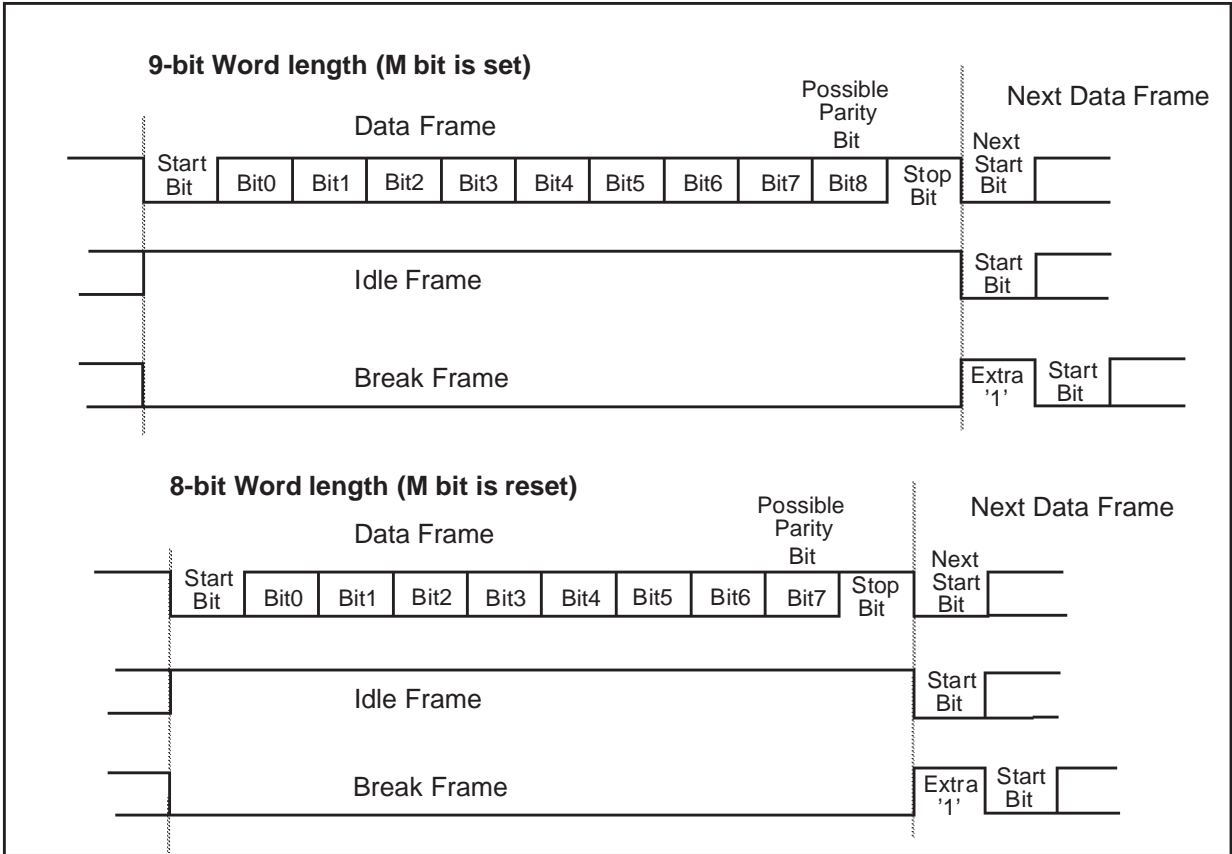 9-bit Word length (M bit is set)
Possible
Parity
Bit
Next Data Frame
Data Frame
Next
Start
Bit
Start
Bit
Bit0 Bit1 Bit2 Bit3 Bit4 Bit5 Bit6 Bit7 Bit8
Stop
Bit
Idle Frame
Start
Bit
Break Frame
Extra
'1'
Start
Bit
8-bit Word length (M bit is reset)
Possible
Parity
Bit
Next Data Frame
Data Frame
Next
Start
Bit
Start
Bit
Bit0 Bit1 Bit2 Bit3 Bit4 Bit5 Bit6 Bit7
Stop
Bit
Idle Frame
Start
Bit
Break Frame
Extra
'1'
Start
Bit